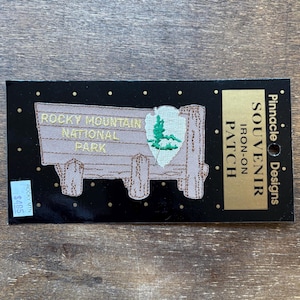 ROCKY MOUNTAIN
NATIONAL
PARK
Pinnacle Designs
SOUVENIR
IRON-ON
PATCH